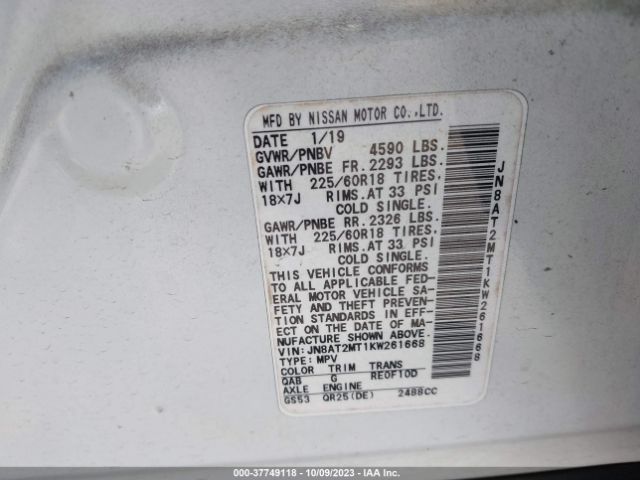 MFD BY NISSAN MOTOR CO.,LTD.
DATE 1/19
GVWR/PNBV 4590 LBS.
GAWR/PNBE FR. 2293 LBS.
WITH 225/60R18 TIRES.
18×7J RIMS.AT 33 PSI
COLD SINGLE.
GAWR/PNBE RR. 2326 LBS.
WITH 225/60R18 TIRES.
18×7J RIMS.AT 33 PSI
COLD SINGLE.
THIS VEHICLE CONFORMS
TO ALL APPLICABLE FED-
ERAL MOTOR VEHICLE SA-
FETY AND THEFT PREVEN-
TION STANDARDS IN EFF-
ECT ON THE DATE OF MA-
NUFACTURE SHOWN ABOVE.
VIN: JN8AT2MT1KW261668
TYPE: MPV
COLOR TRIM TRANS
QAB G RE0F10D
AXLE ENGINE
GS53 QR25(DE) 2488CC
JN8AT2MT1KW261668
000-37749118 - 10/09/2023 - IAA Inc.